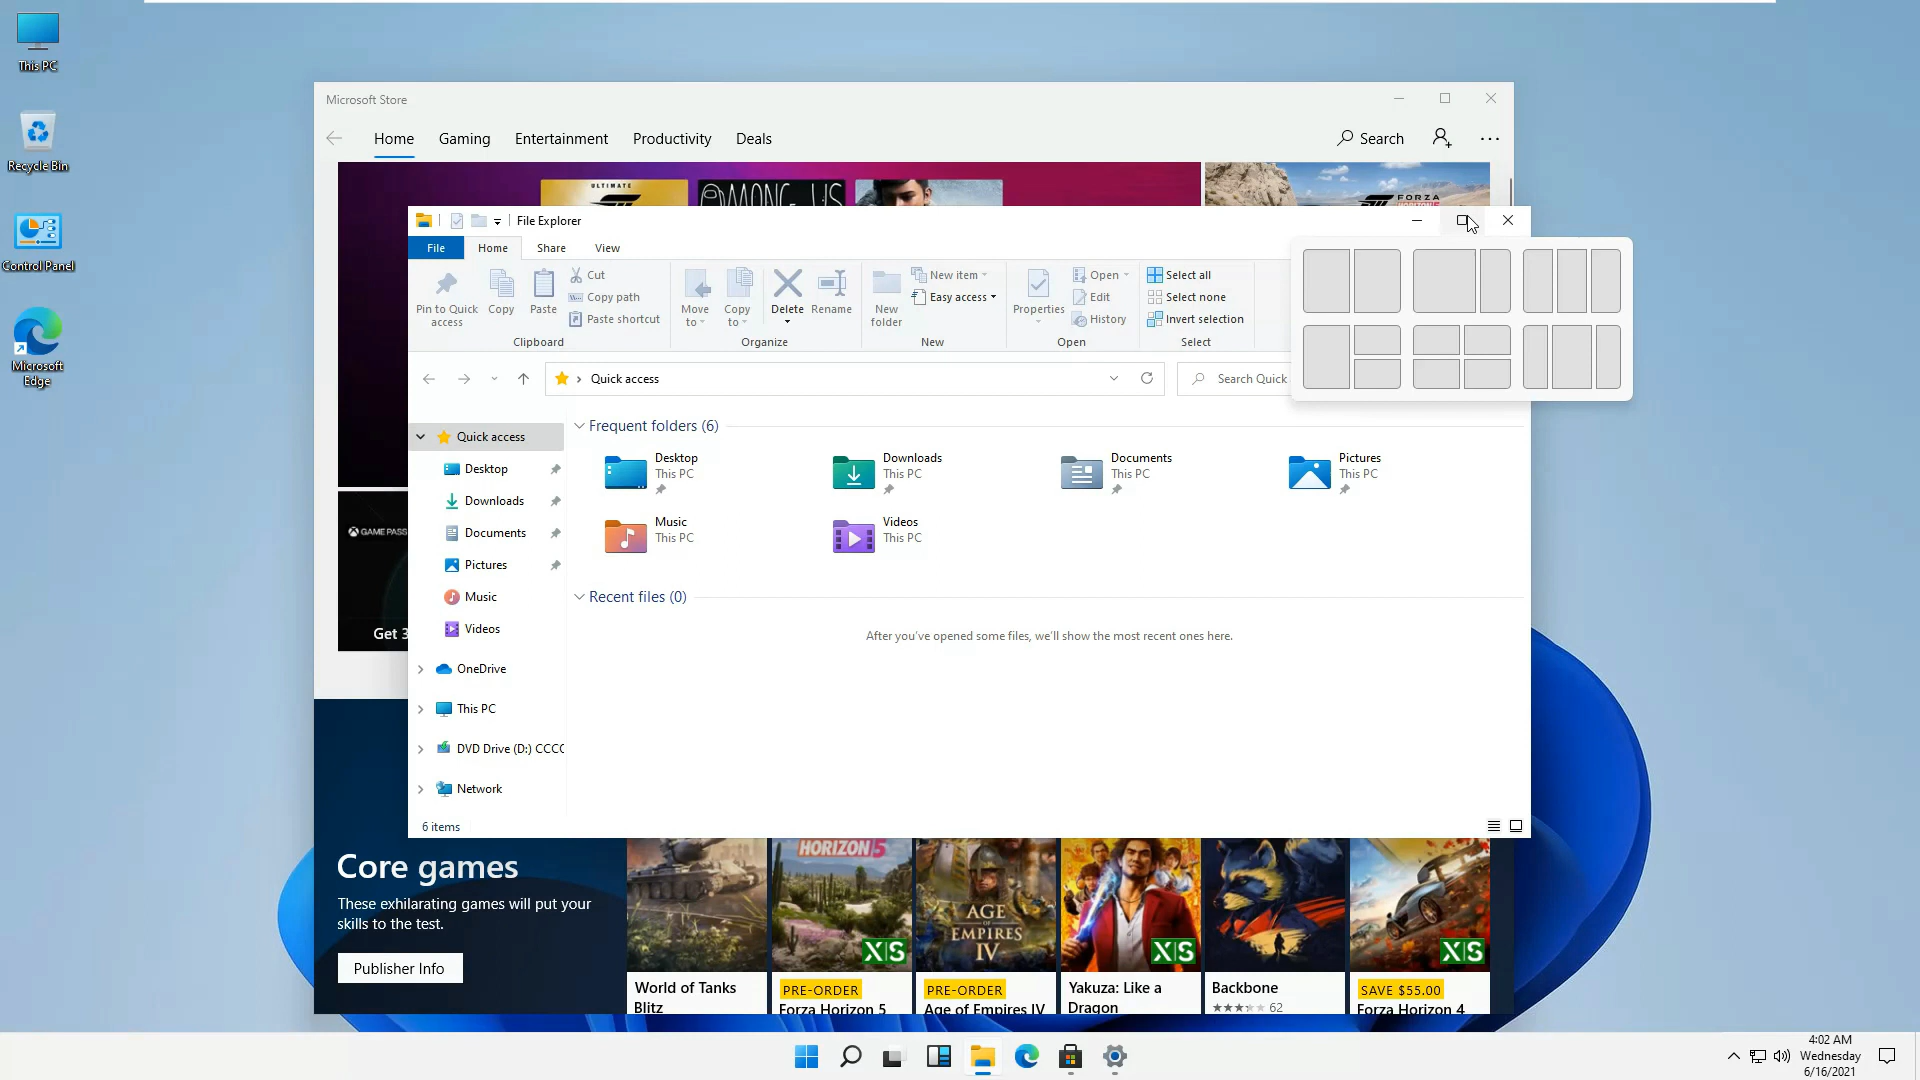 This PC
Recycle Bin
Control Panel
Microsoft
Edge
Microsoft Store
Home
Gaming
Entertainment
Productivity
Deals
Search
ULTIMATE
AMONG US
FORZA
HORIZON 5
File Explorer
File
Home
Share
View
Pin to Quick
access
Copy
Paste
Cut
Copy path
Paste shortcut
Clipboard
Move
to
Copy
to
Delete
Rename
Organize
New
folder
New item
Easy access
New
Properties
Open
Edit
History
Open
Select all
Select none
Invert selection
Select
Quick access
Search Quick
Quick access
Desktop
Downloads
Documents
Pictures
Music
Videos
OneDrive
This PC
DVD Drive (D:) CCCC
Network
6 items
Frequent folders (6)
Desktop
This PC
Downloads
This PC
Documents
This PC
Pictures
This PC
Music
This PC
Videos
This PC
Recent files (0)
After you've opened some files, we'll show the most recent ones here.
GAME PASS
Get 3
Core games
These exhilarating games will put your
skills to the test.
Publisher Info
World of Tanks
Blitz
HORIZON 5
X|S
PRE-ORDER
Forza Horizon 5
AGE OF
EMPIRES
IV
PRE-ORDER
Age of Empires IV
X|S
Yakuza: Like a
Dragon
Backbone
62
X|S
SAVE $55.00
Forza Horizon 4
4:02 AM
Wednesday
6/16/2021